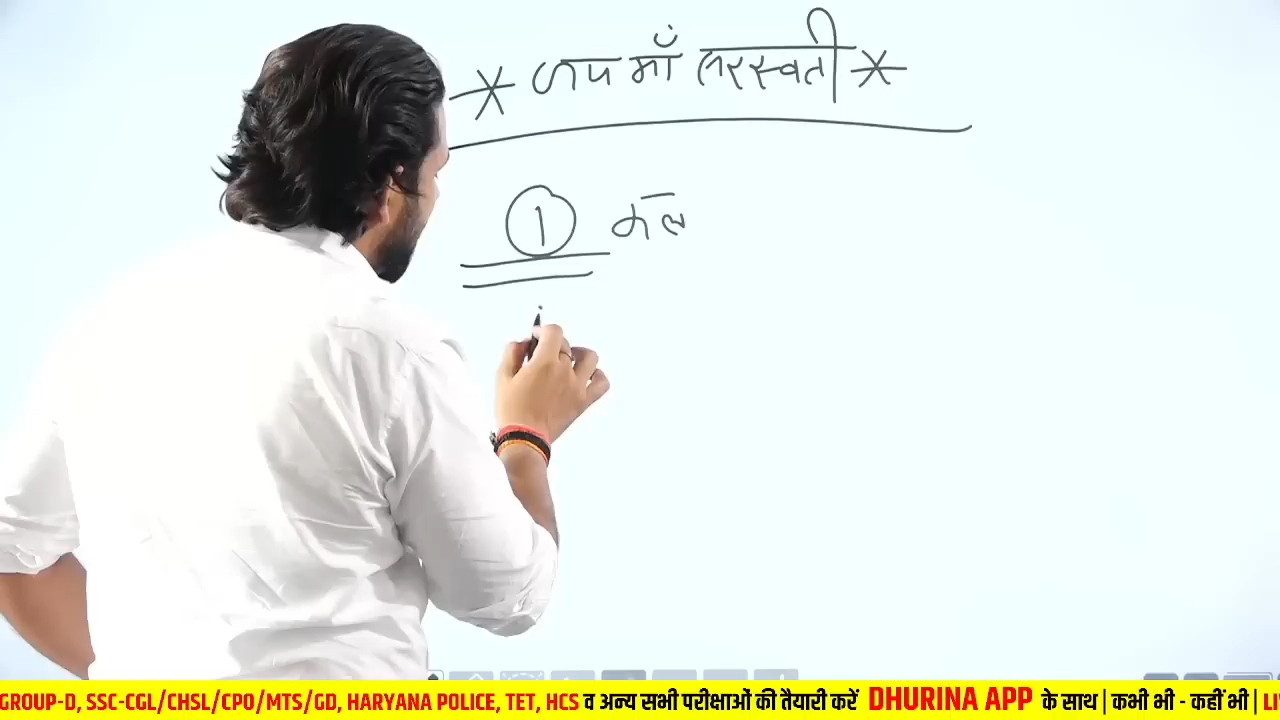 * जय माँ सरस्वती *
1
GROUP-D, SSC-CGL/CHSL/CPO/MTS/GD, HARYANA POLICE, TET, HCS व अन्य सभी परीक्षाओं की तैयारी करें DHURINA APP के साथ | कभी भी - कहीं भी | LI